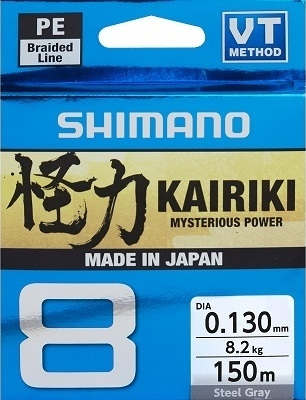 PE
Braided
Line
VT
METHOD
SHIMANO
怪力 KAIRIKI
MYSTERIOUS POWER
MADE IN JAPAN
8
DIA
0.130mm
8.2kg
150m
Steel Gray